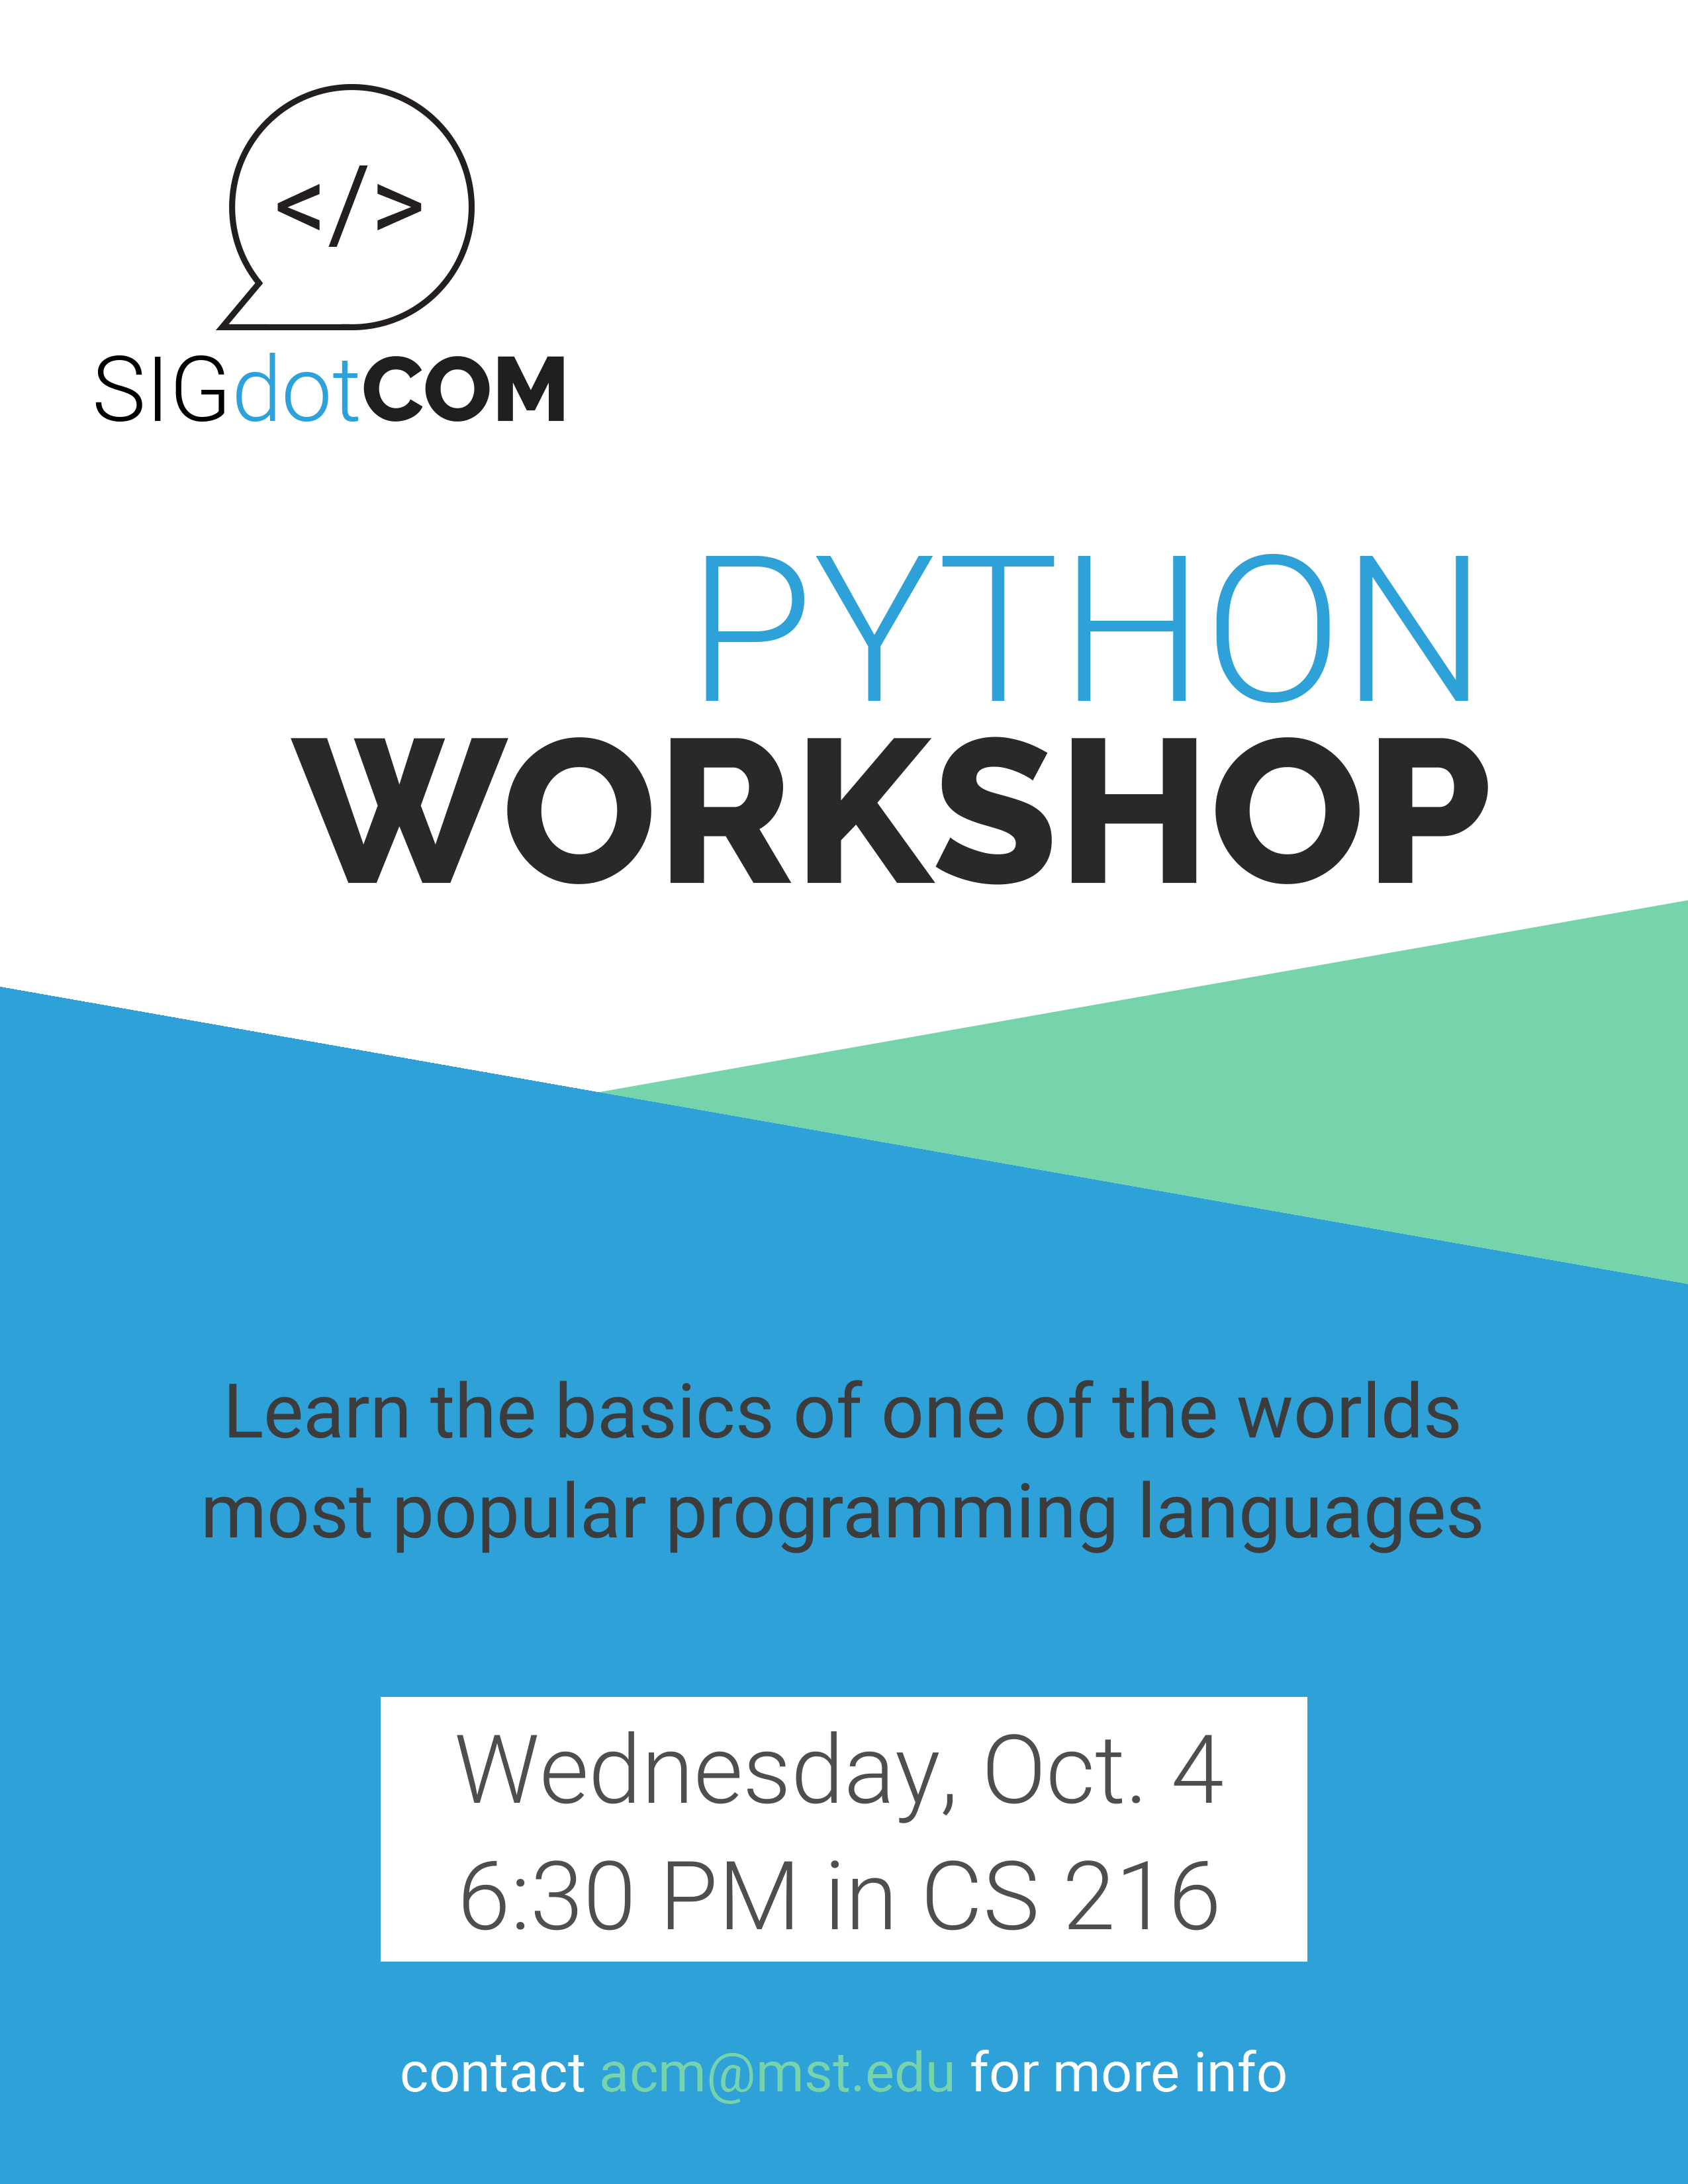 </>
SIGdotCOM
PYTHON
WORKSHOP
Learn the basics of one of the worlds
most popular programming languages
Wednesday, Oct. 4
6:30 PM in CS 216
contact acm@mst.edu for more info